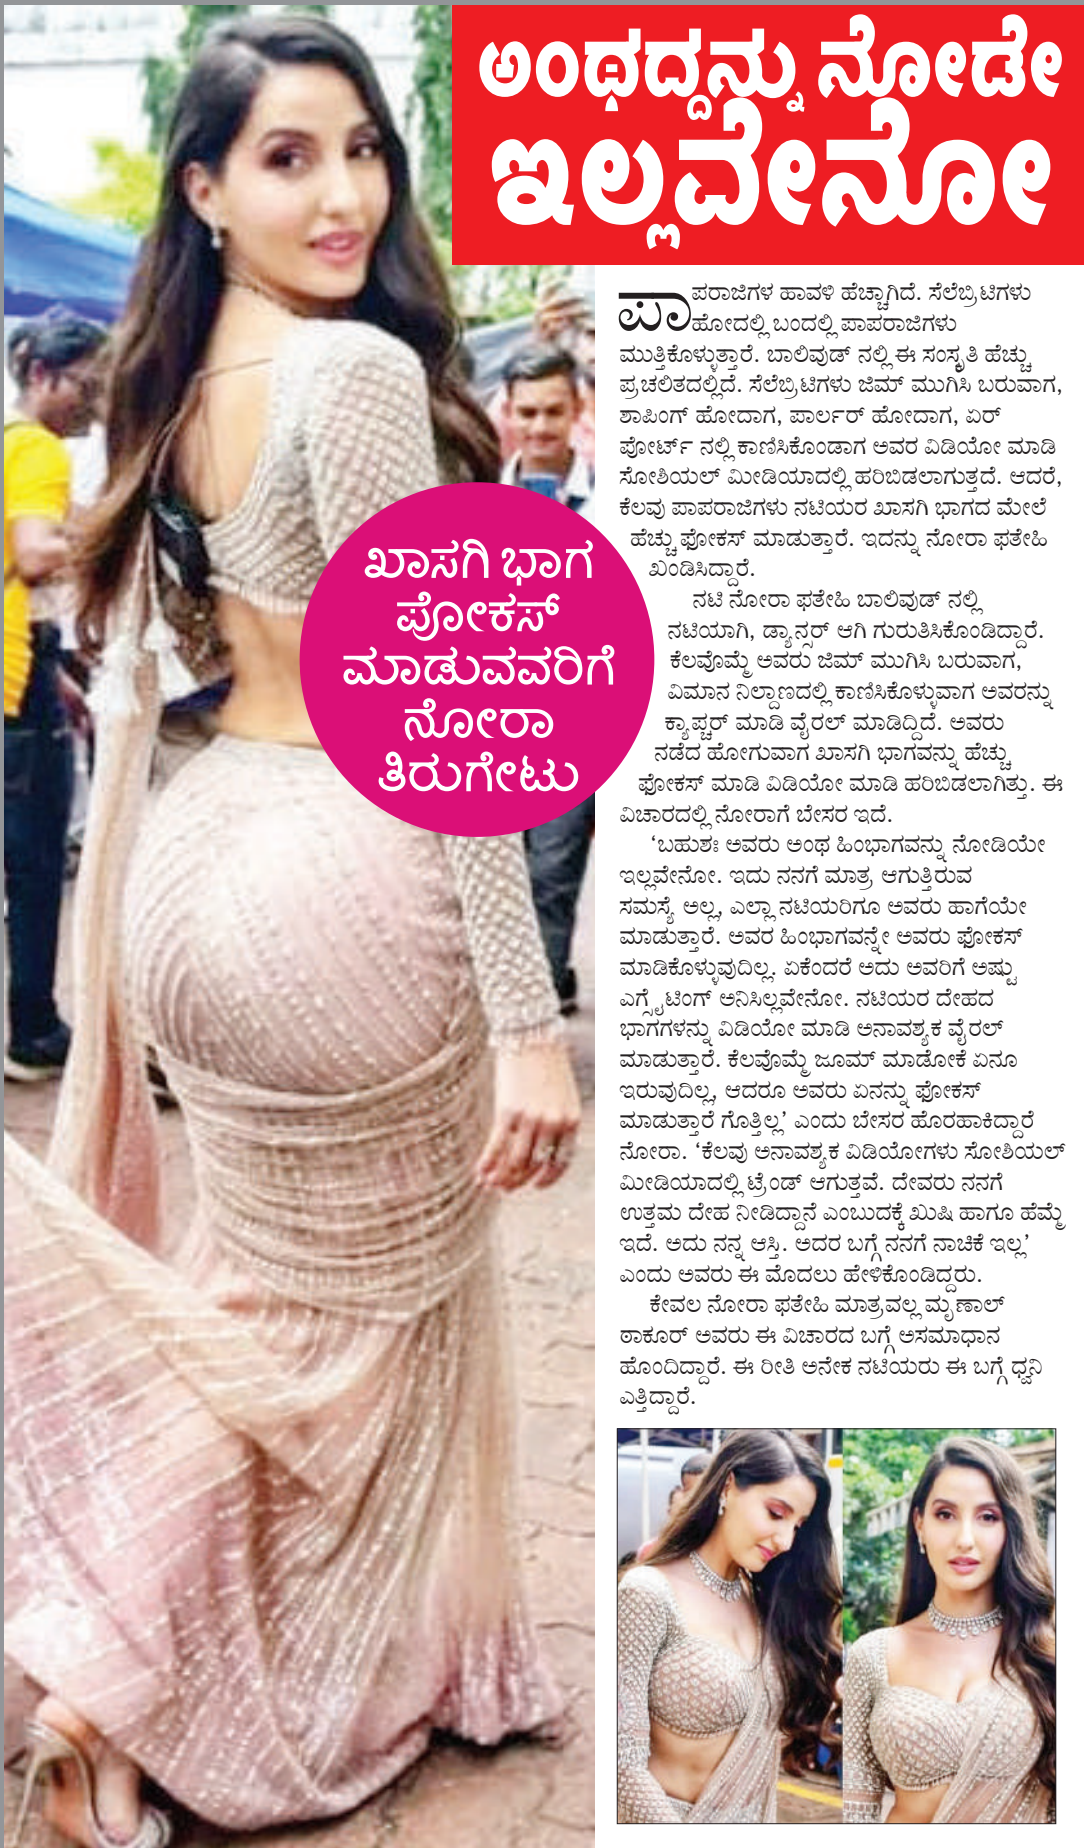 ಅಂಥದ್ದನ್ನು ನೋಡೇ
ಇಲ್ಲವೇನೋ
ಪಾಪರಾಜಿಗಳ ಹಾವಳಿ ಹೆಚ್ಚಾಗಿದೆ. ಸೆಲೆಬ್ರಿಟಿಗಳು
ಹೋದಲ್ಲಿ ಬಂದಲ್ಲಿ ಪಾಪರಾಜಿಗಳು
ಮುತ್ತಿಕೊಳ್ಳುತ್ತಾರೆ. ಬಾಲಿವುಡ್ ನಲ್ಲಿ ಈ ಸಂಸ್ಕೃತಿ ಹೆಚ್ಚು
ಪ್ರಚಲಿತದಲ್ಲಿದೆ. ಸೆಲೆಬ್ರಿಟಿಗಳು ಜಿಮ್ ಮುಗಿಸಿ ಬರುವಾಗ,
ಶಾಪಿಂಗ್ ಹೋದಾಗ, ಪಾರ್ಲರ್ ಹೋದಾಗ, ಏರ್
ಪೋರ್ಟ್ ನಲ್ಲಿ ಕಾಣಿಸಿಕೊಂಡಾಗ ಅವರ ವಿಡಿಯೋ ಮಾಡಿ
ಸೋಶಿಯಲ್ ಮೀಡಿಯಾದಲ್ಲಿ ಹರಿಬಿಡಲಾಗುತ್ತದೆ. ಆದರೆ,
ಕೆಲವು ಪಾಪರಾಜಿಗಳು ನಟಿಯರ ಖಾಸಗಿ ಭಾಗದ ಮೇಲೆ
ಹೆಚ್ಚು ಫೋಕಸ್ ಮಾಡುತ್ತಾರೆ. ಇದನ್ನು ನೋರಾ ಫತೇಹಿ
ಖಂಡಿಸಿದ್ದಾರೆ.
ನಟಿ ನೋರಾ ಫತೇಹಿ ಬಾಲಿವುಡ್ ನಲ್ಲಿ
ನಟಿಯಾಗಿ, ಡ್ಯಾನ್ಸರ್ ಆಗಿ ಗುರುತಿಸಿಕೊಂಡಿದ್ದಾರೆ.
ಕೆಲವೊಮ್ಮೆ ಅವರು ಜಿಮ್ ಮುಗಿಸಿ ಬರುವಾಗ,
ವಿಮಾನ ನಿಲ್ದಾಣದಲ್ಲಿ ಕಾಣಿಸಿಕೊಳ್ಳುವಾಗ ಅವರನ್ನು
ಕ್ಯಾಪ್ಚರ್ ಮಾಡಿ ವೈರಲ್ ಮಾಡಿದ್ದಿದೆ. ಅವರು
ನಡೆದ ಹೋಗುವಾಗ ಖಾಸಗಿ ಭಾಗವನ್ನು ಹೆಚ್ಚು
ಫೋಕಸ್ ಮಾಡಿ ವಿಡಿಯೋ ಮಾಡಿ ಹರಿಬಿಡಲಾಗಿತ್ತು. ಈ
ವಿಚಾರದಲ್ಲಿ ನೋರಾಗೆ ಬೇಸರ ಇದೆ.
‘ಬಹುಶಃ ಅವರು ಅಂಥ ಹಿಂಭಾಗವನ್ನು ನೋಡಿಯೇ
ಇಲ್ಲವೇನೋ. ಇದು ನನಗೆ ಮಾತ್ರ ಆಗುತ್ತಿರುವ
ಸಮಸ್ಯೆ ಅಲ್ಲ, ಎಲ್ಲಾ ನಟಿಯರಿಗೂ ಅವರು ಹಾಗೆಯೇ
ಮಾಡುತ್ತಾರೆ. ಅವರ ಹಿಂಭಾಗವನ್ನೇ ಅವರು ಫೋಕಸ್
ಮಾಡಿಕೊಳ್ಳುವುದಿಲ್ಲ. ಏಕೆಂದರೆ ಅದು ಅವರಿಗೆ ಅಷ್ಟು
ಎಗ್ಸೈಟಿಂಗ್ ಅನಿಸಿಲ್ಲವೇನೋ. ನಟಿಯರ ದೇಹದ
ಭಾಗಗಳನ್ನು ವಿಡಿಯೋ ಮಾಡಿ ಅನಾವಶ್ಯಕ ವೈರಲ್
ಮಾಡುತ್ತಾರೆ. ಕೆಲವೊಮ್ಮೆ ಜೂಮ್ ಮಾಡೋಕೆ ಏನೂ
ಇರುವುದಿಲ್ಲ, ಆದರೂ ಅವರು ಏನನ್ನು ಫೋಕಸ್
ಮಾಡುತ್ತಾರೆ ಗೊತ್ತಿಲ್ಲ’ ಎಂದು ಬೇಸರ ಹೊರಹಾಕಿದ್ದಾರೆ
ನೋರಾ. ‘ಕೆಲವು ಅನಾವಶ್ಯಕ ವಿಡಿಯೋಗಳು ಸೋಶಿಯಲ್
ಮೀಡಿಯಾದಲ್ಲಿ ಟ್ರೆಂಡ್ ಆಗುತ್ತವೆ. ದೇವರು ನನಗೆ
ಉತ್ತಮ ದೇಹ ನೀಡಿದ್ದಾನೆ ಎಂಬುದಕ್ಕೆ ಖುಷಿ ಹಾಗೂ ಹೆಮ್ಮೆ
ಇದೆ. ಅದು ನನ್ನ ಆಸ್ತಿ. ಅದರ ಬಗ್ಗೆ ನನಗೆ ನಾಚಿಕೆ ಇಲ್ಲ’
ಎಂದು ಅವರು ಈ ಮೊದಲು ಹೇಳಿಕೊಂಡಿದ್ದರು.
ಕೇವಲ ನೋರಾ ಫತೇಹಿ ಮಾತ್ರವಲ್ಲ ಮೃಣಾಲ್
ಠಾಕೂರ್ ಅವರು ಈ ವಿಚಾರದ ಬಗ್ಗೆ ಅಸಮಾಧಾನ
ಹೊಂದಿದ್ದಾರೆ. ಈ ರೀತಿ ಅನೇಕ ನಟಿಯರು ಈ ಬಗ್ಗೆ ಧ್ವನಿ
ಎತ್ತಿದ್ದಾರೆ.
ಖಾಸಗಿ ಭಾಗ
ಪೋಕಸ್
ಮಾಡುವವರಿಗೆ
ನೋರಾ
ತಿರುಗೇಟು